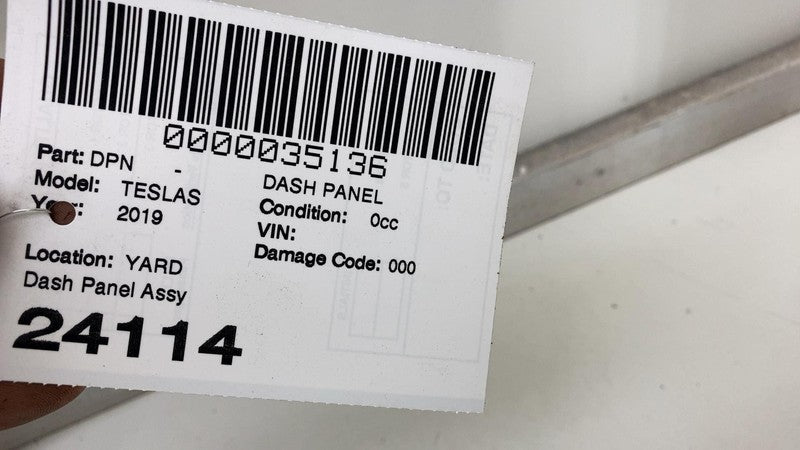 0000035136
Part: DPN -
DASH PANEL
Model: TESLAS
Condition: 0cc
Year: 2019
VIN:
Location: YARD
Damage Code: 000
Dash Panel Assy
24114